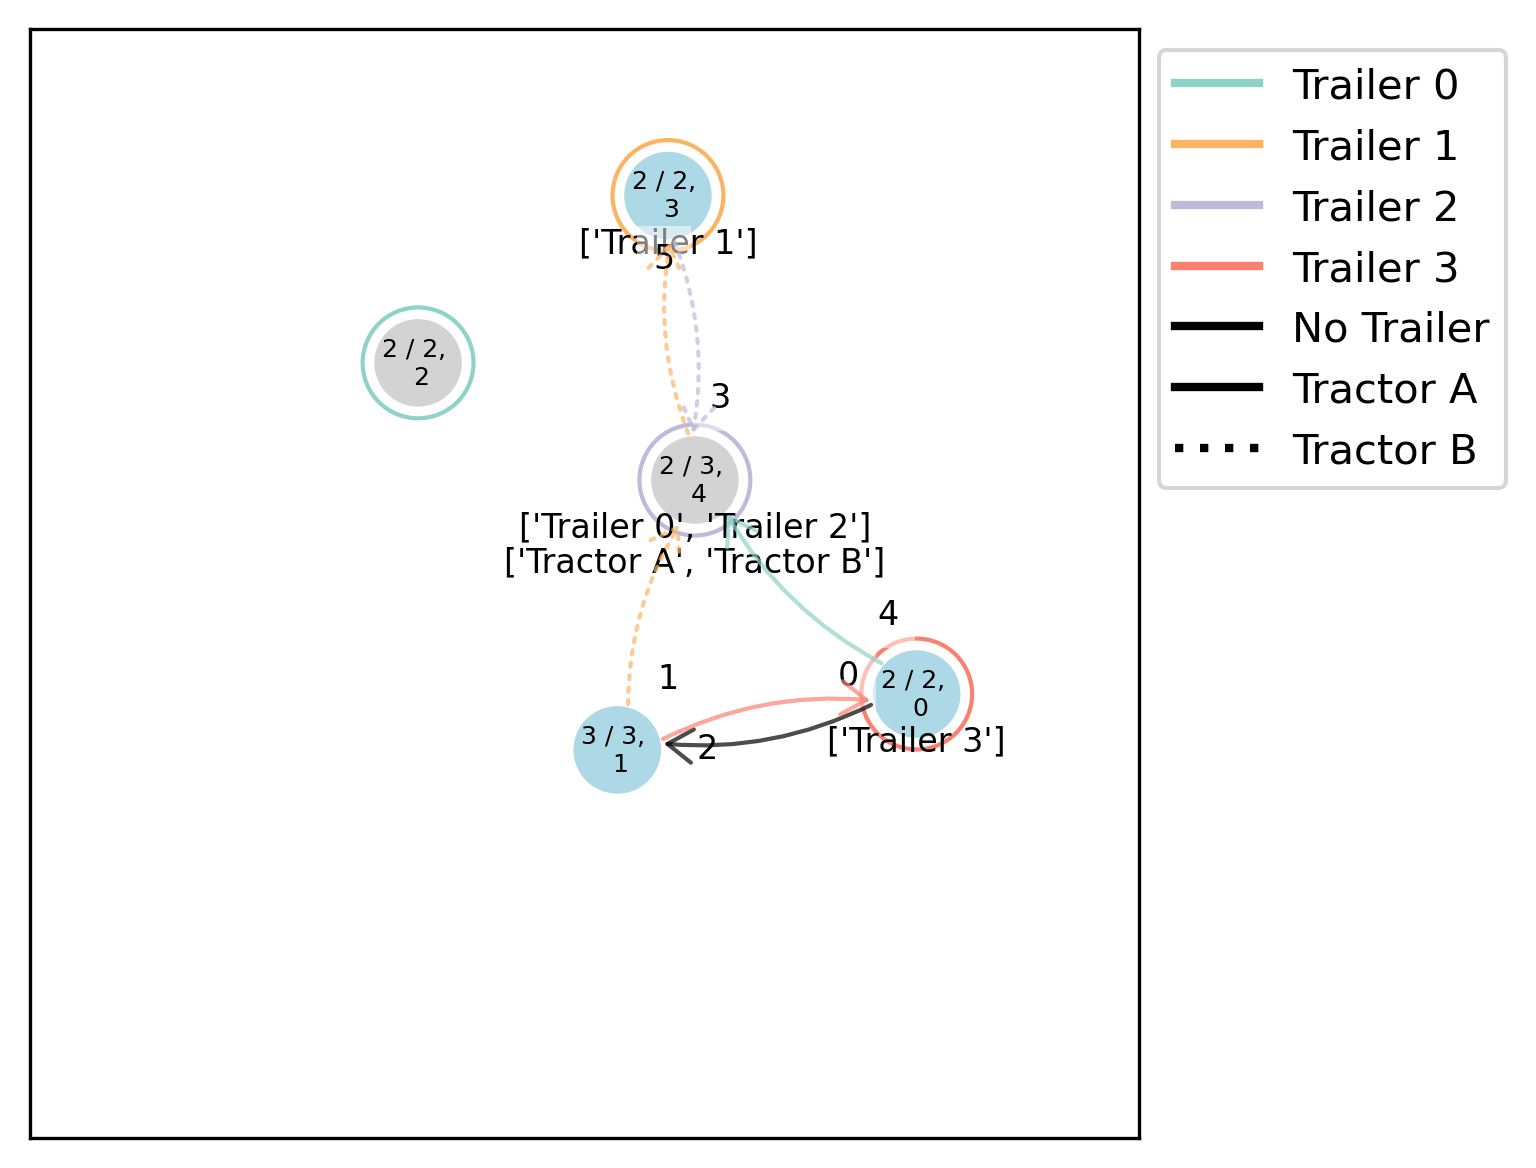 2 / 2,
3
['Trailer 1']
5
2 / 2,
2
3
2 / 3,
4
['Trailer 0', 'Trailer 2']
['Tractor A', 'Tractor B']
4
1
0
2 / 2,
0
['Trailer 3']
3 / 3,
1
2
Trailer 0
Trailer 1
Trailer 2
Trailer 3
No Trailer
Tractor A
Tractor B